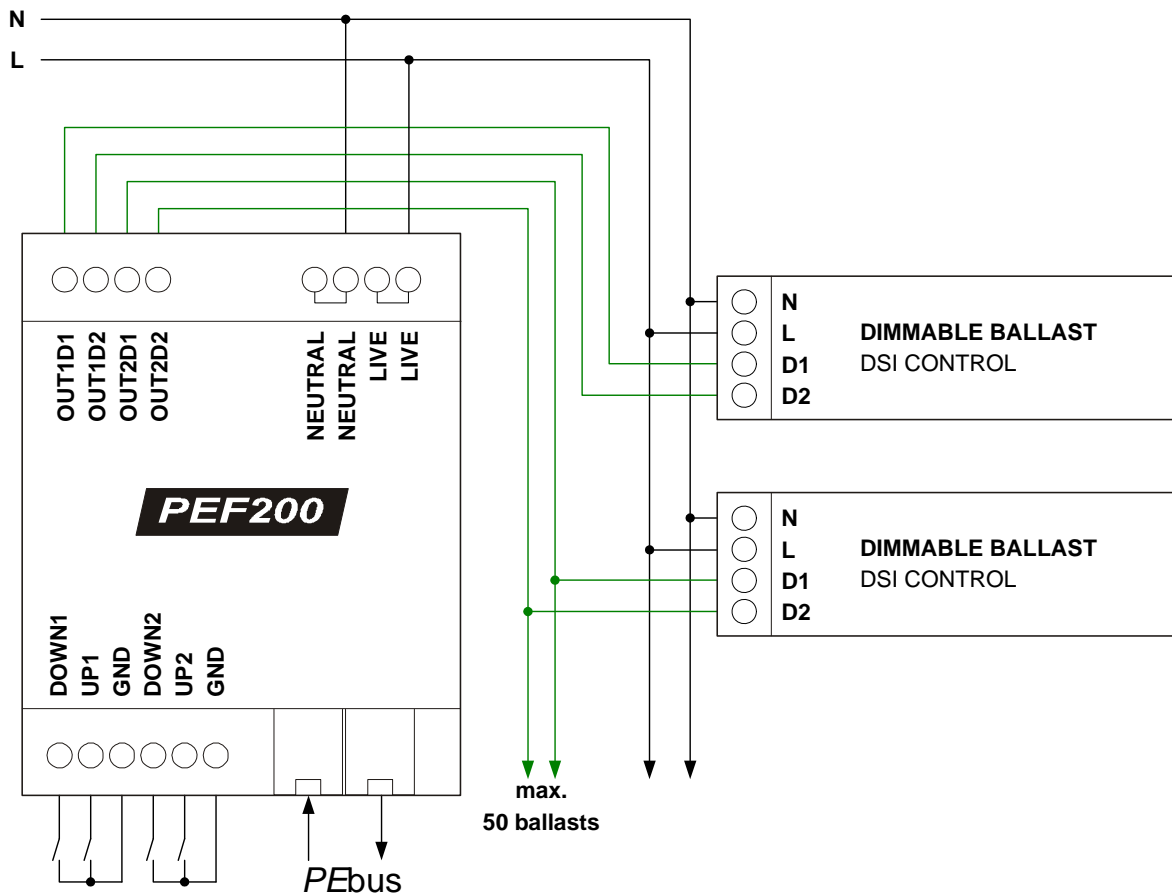 N
L
OUT1D1
OUT1D2
OUT2D1
OUT2D2
NEUTRAL
NEUTRAL
LIVE
LIVE
PEF200
DOWN1
UP1
GND
DOWN2
UP2
GND
PEbus
max.
50 ballasts
N
L
D1
D2
DIMMABLE BALLAST
DSI CONTROL
N
L
D1
D2
DIMMABLE BALLAST
DSI CONTROL